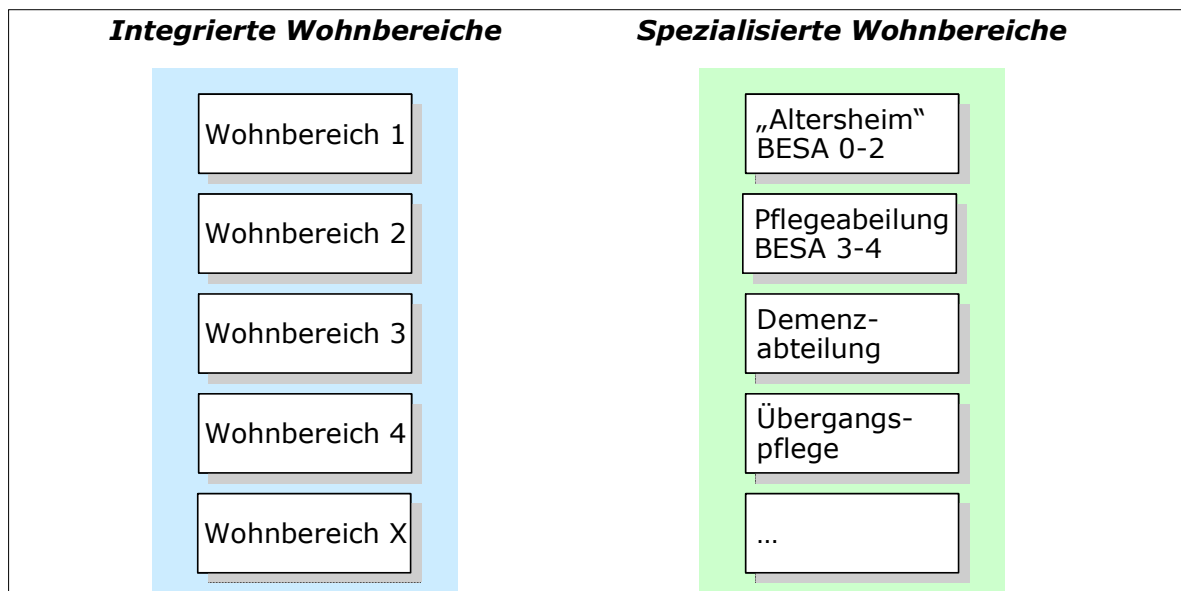 Integrierte Wohnbereiche
Wohnbereich 1
Wohnbereich 2
Wohnbereich 3
Wohnbereich 4
Wohnbereich X
Spezialisierte Wohnbereiche
„Altersheim“
BESA 0-2
Pflegeabeilung
BESA 3-4
Demenz-
abteilung
Übergangs-
pflege
…